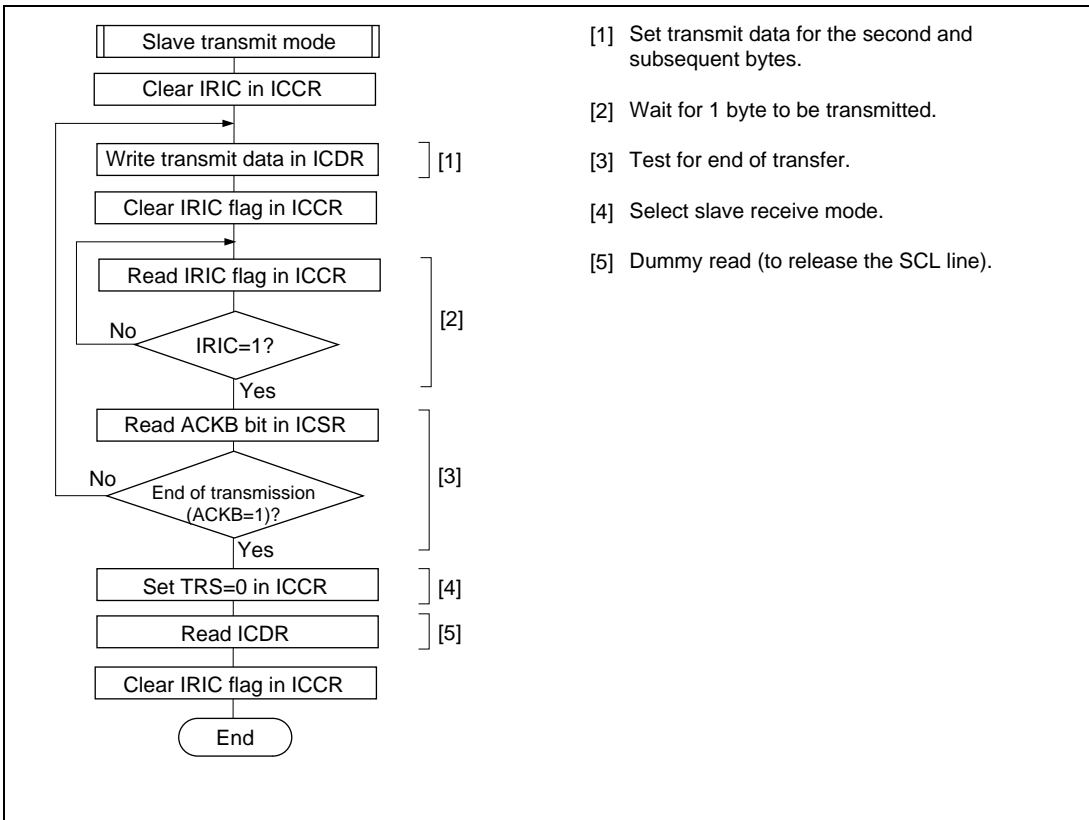 Slave transmit mode
Clear IRIC in ICCR
Write transmit data in ICDR
[1]
Clear IRIC flag in ICCR
Read IRIC flag in ICCR
[2]
No
IRIC=1?
Yes
Read ACKB bit in ICSR
[3]
No
End of transmission
(ACKB=1)?
Yes
Set TRS=0 in ICCR
[4]
Read ICDR
[5]
Clear IRIC flag in ICCR
End
[1] Set transmit data for the second and
subsequent bytes.
[2] Wait for 1 byte to be transmitted.
[3] Test for end of transfer.
[4] Select slave receive mode.
[5] Dummy read (to release the SCL line).